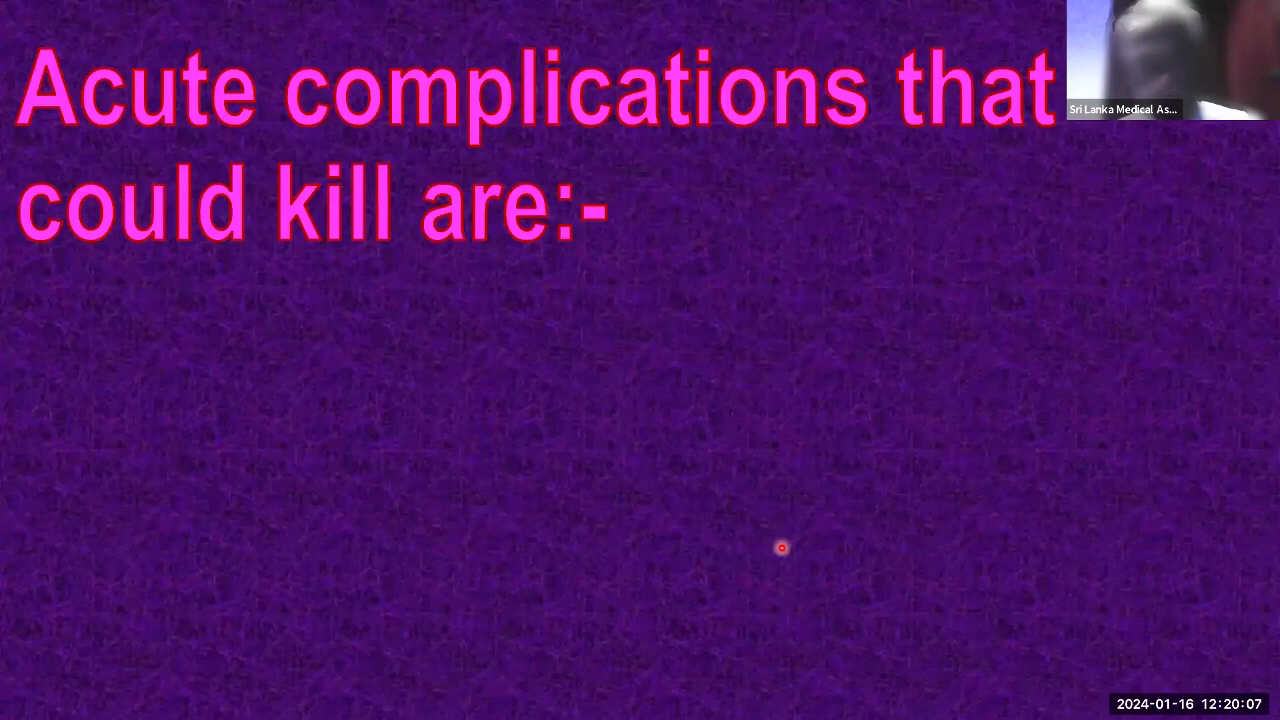 Acute complications that
could kill are:-
Sri Lanka Medical As...
2024-01-16 12:20:07